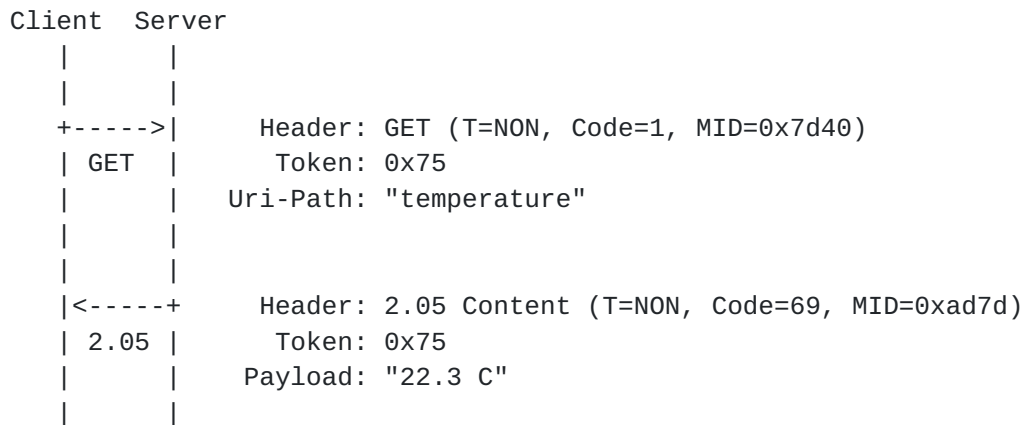 Client  Server
   |      |
   |      |
   +----->|     Header: GET (T=NON, Code=1, MID=0x7d40)
   | GET  |      Token: 0x75
   |      |   Uri-Path: "temperature"
   |      |
   |      |
   |<-----+     Header: 2.05 Content (T=NON, Code=69, MID=0xad7d)
   | 2.05 |      Token: 0x75
   |      |    Payload: "22.3 C"
   |      |